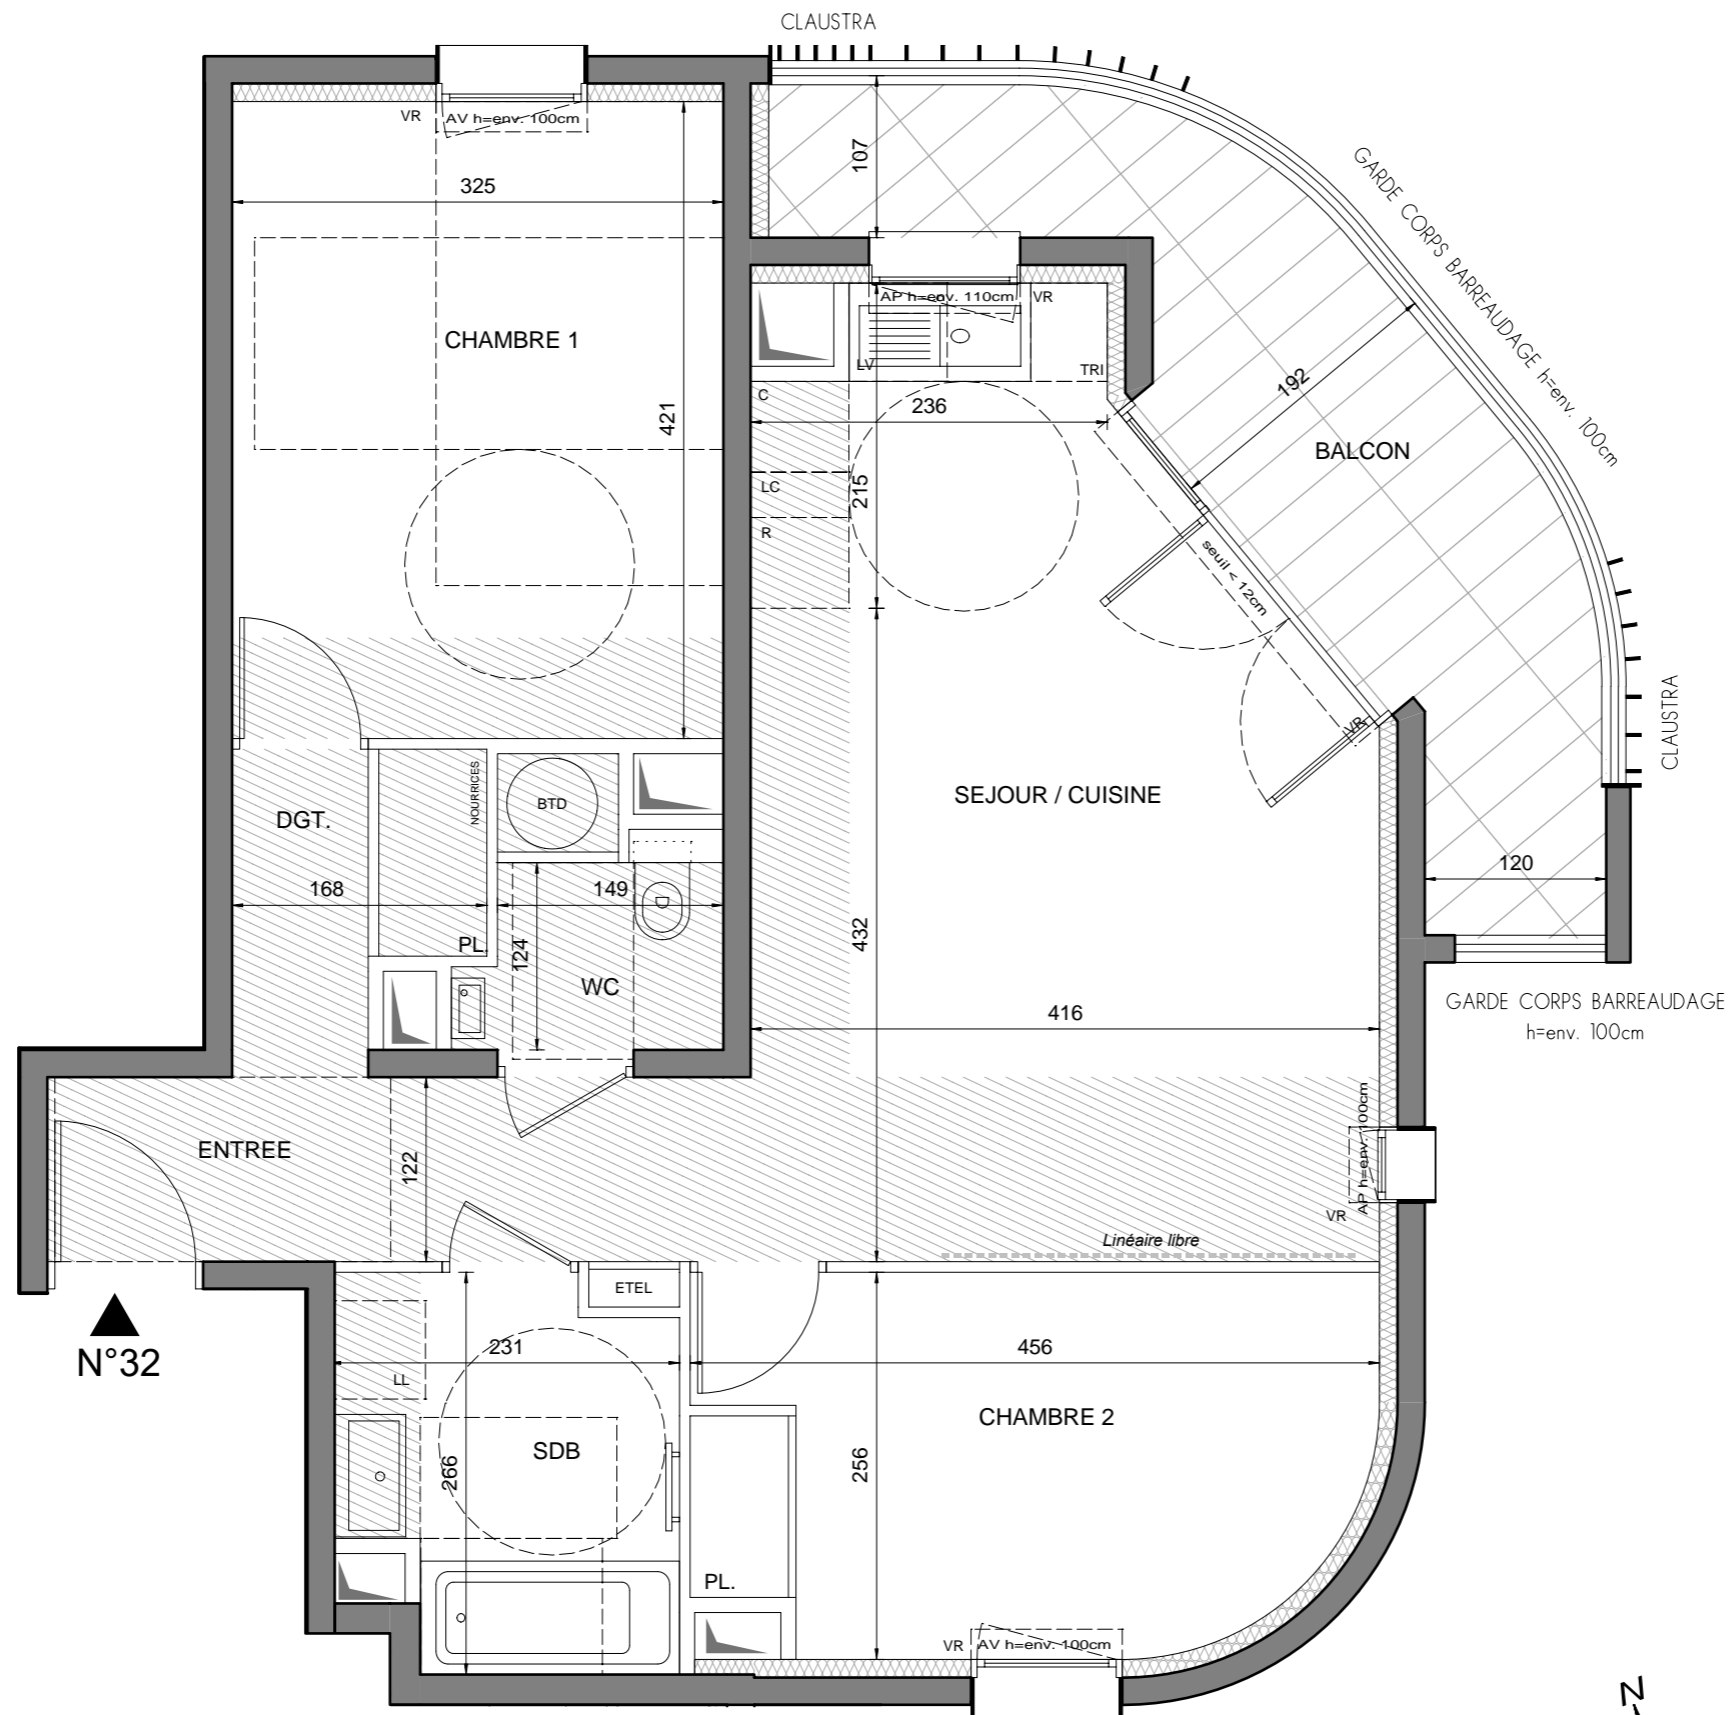 CLAUSTRA
VR
AV h=env. 100cm
325
107
GARDE CORPS BARREAUDAGE h=env. 100cm
CHAMBRE 1
421
AP h=env. 110cm
VR
LV
TRI
C
236
192
BALCON
LC
215
R
seuil < 12cm
VR
CLAUSTRA
NOURRICES
BTD
SEJOUR / CUISINE
DGT.
168
149
120
PL.
124
432
WC
416
GARDE CORPS BARREAUDAGE
h=env. 100cm
ENTREE
122
AP h=env. 100cm
VR
Linéaire libre
ETEL
N°32
231
456
LL
CHAMBRE 2
SDB
266
256
PL.
VR
AV h=env. 100cm
N